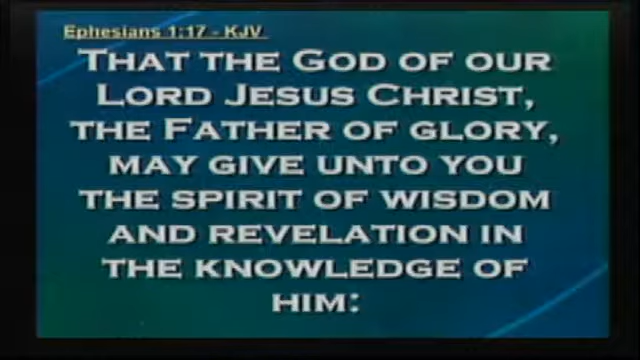 Ephesians 1:17 - KJV
THAT THE GOD OF OUR
LORD JESUS CHRIST,
THE FATHER OF GLORY,
MAY GIVE UNTO YOU
THE SPIRIT OF WISDOM
AND REVELATION IN
THE KNOWLEDGE OF
HIM: